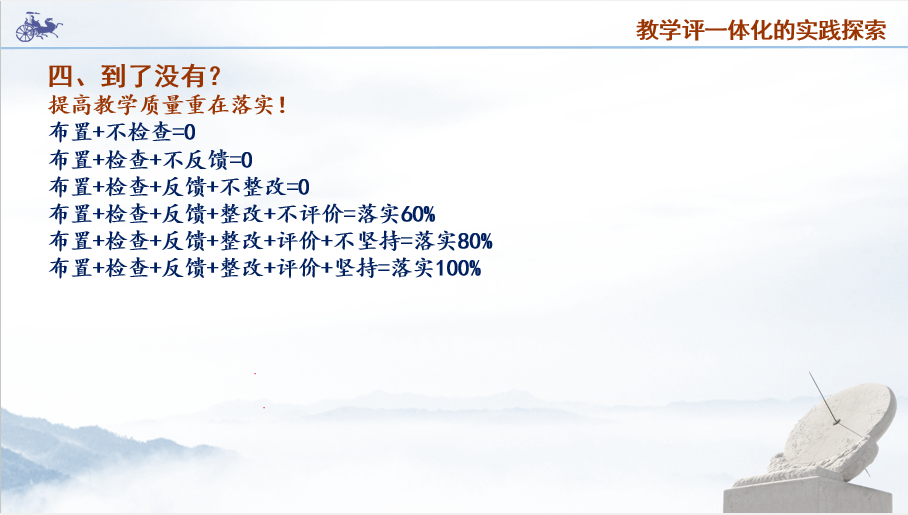 教学评一体化的实践探索
四、到了没有？
提高教学质量重在落实！
布置+不检查=0
布置+检查+不反馈=0
布置+检查+反馈+不整改=0
布置+检查+反馈+整改+不评价=落实60%
布置+检查+反馈+整改+评价+不坚持=落实80%
布置+检查+反馈+整改+评价+坚持=落实100%